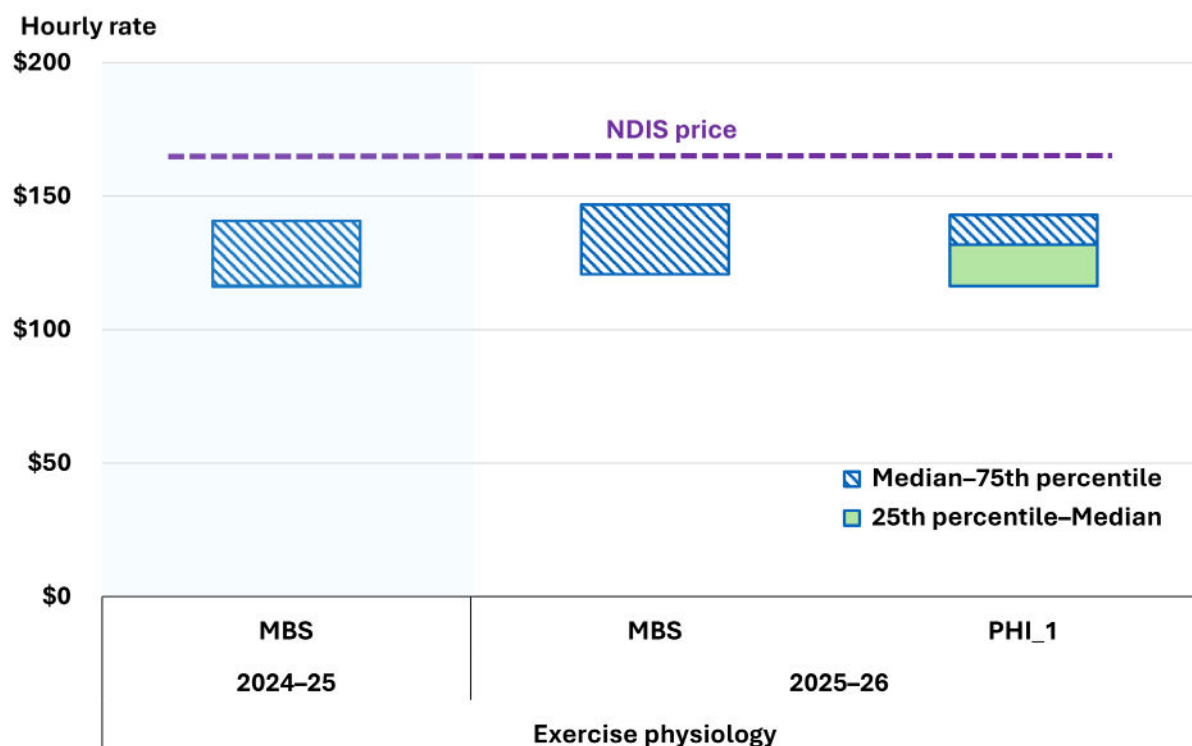 Hourly rate
$200
NDIS price
$150
$100
$50
Median–75th percentile
25th percentile–Median
$0
MBS MBS PHI_1
2024–25 2025–26
Exercise physiology